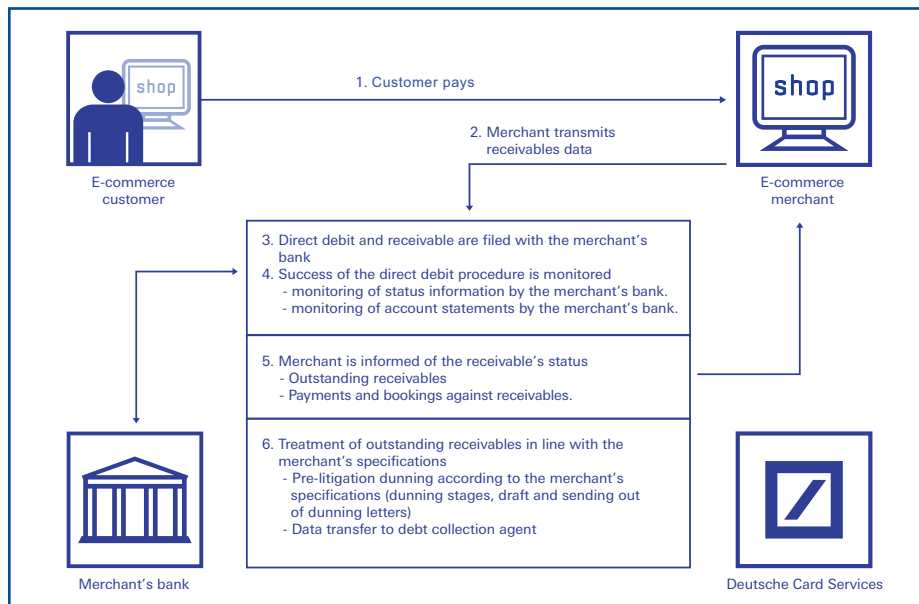 shop
shop
1. Customer pays
2. Merchant transmits
receivables data
E-commerce
customer
E-commerce
merchant
3. Direct debit and receivable are filed with the merchant's
bank
4. Success of the direct debit procedure is monitored
- monitoring of status information by the merchant's bank.
- monitoring of account statements by the merchant's bank.
5. Merchant is informed of the receivable's status
- Outstanding receivables
- Payments and bookings against receivables.
6. Treatment of outstanding receivables in line with the
merchant's specifications
- Pre-litigation dunning according to the merchant's
specifications (dunning stages, draft and sending out
of dunning letters)
- Data transfer to debt collection agent
Merchant's bank
Deutsche Card Services